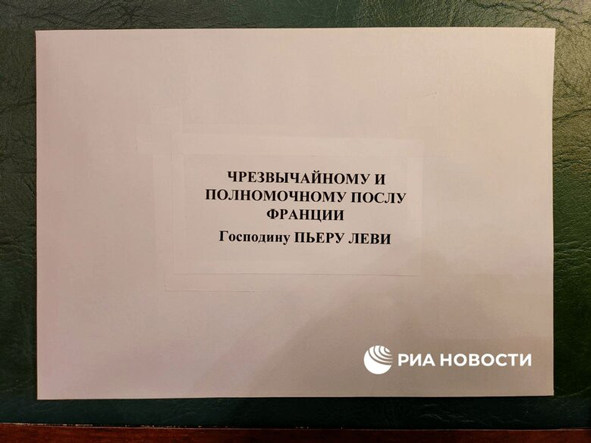 ЧРЕЗВЫЧАЙНОМУ И
ПОЛНОМОЧНОМУ ПОСЛУ
ФРАНЦИИ
Господину ПЬЕРУ ЛЕВИ
РИА НОВОСТИ